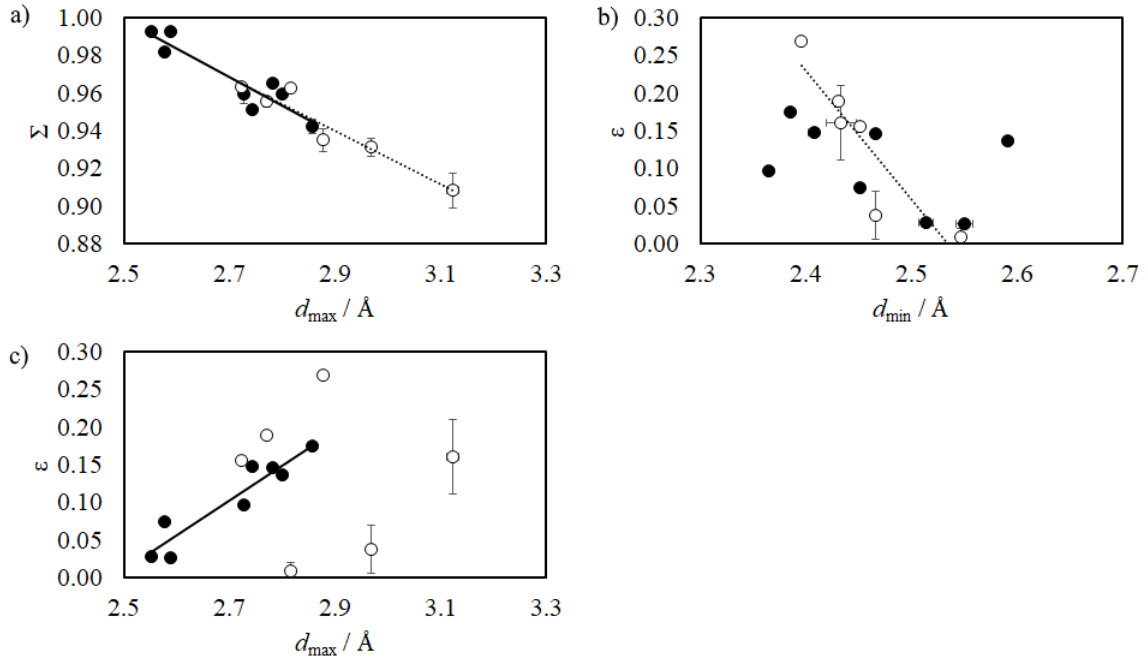 a)
1.00
0.98
0.96
0.94
0.92
0.90
0.88
Σ
2.5 2.7 2.9 3.1 3.3
dmax / Å
b)
0.30
0.25
0.20
0.15
0.10
0.05
0.00
ε
2.3 2.4 2.5 2.6 2.7
dmin / Å
c)
0.30
0.25
0.20
0.15
0.10
0.05
0.00
ε
2.5 2.7 2.9 3.1 3.3
dmax / Å